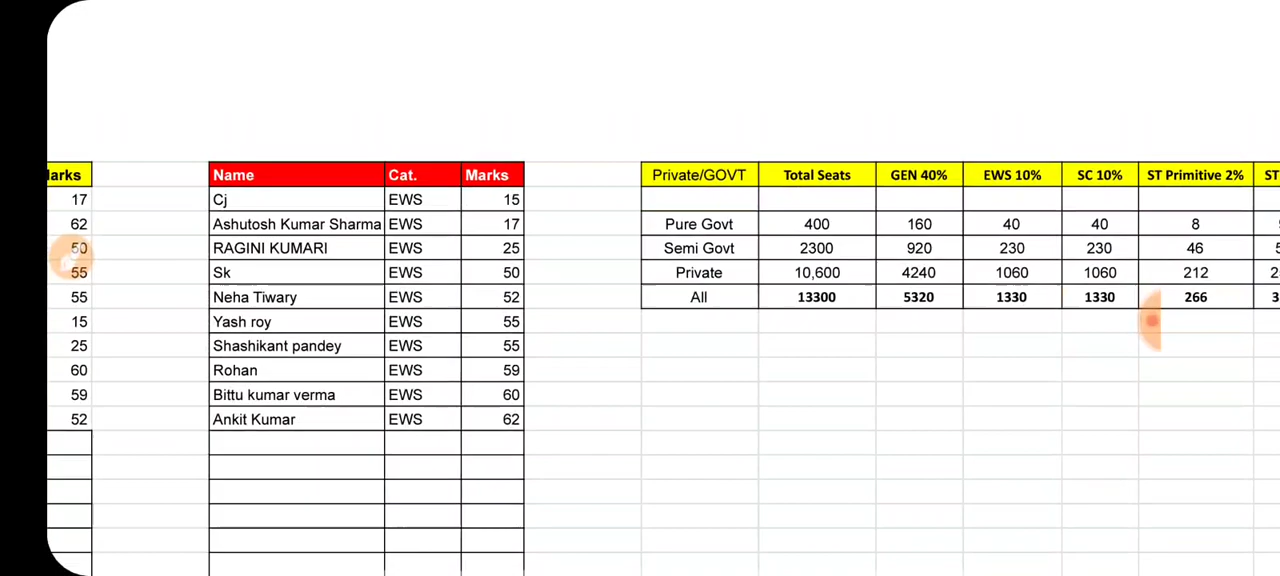 arks Name Cat. Marks Private/GOVT Total Seats GEN 40% EWS 10% SC 10% ST Primitive 2% ST
17 Cj EWS 15
62 Ashutosh Kumar Sharma EWS 17 Pure Govt 400 160 40 40 8
50 RAGINI KUMARI EWS 25 Semi Govt 2300 920 230 230 46
55 Sk EWS 50 Private 10,600 4240 1060 1060 212
55 Neha Tiwary EWS 52 All 13300 5320 1330 1330 266
15 Yash roy EWS 55
25 Shashikant pandey EWS 55
60 Rohan EWS 59
59 Bittu kumar verma EWS 60
52 Ankit Kumar EWS 62